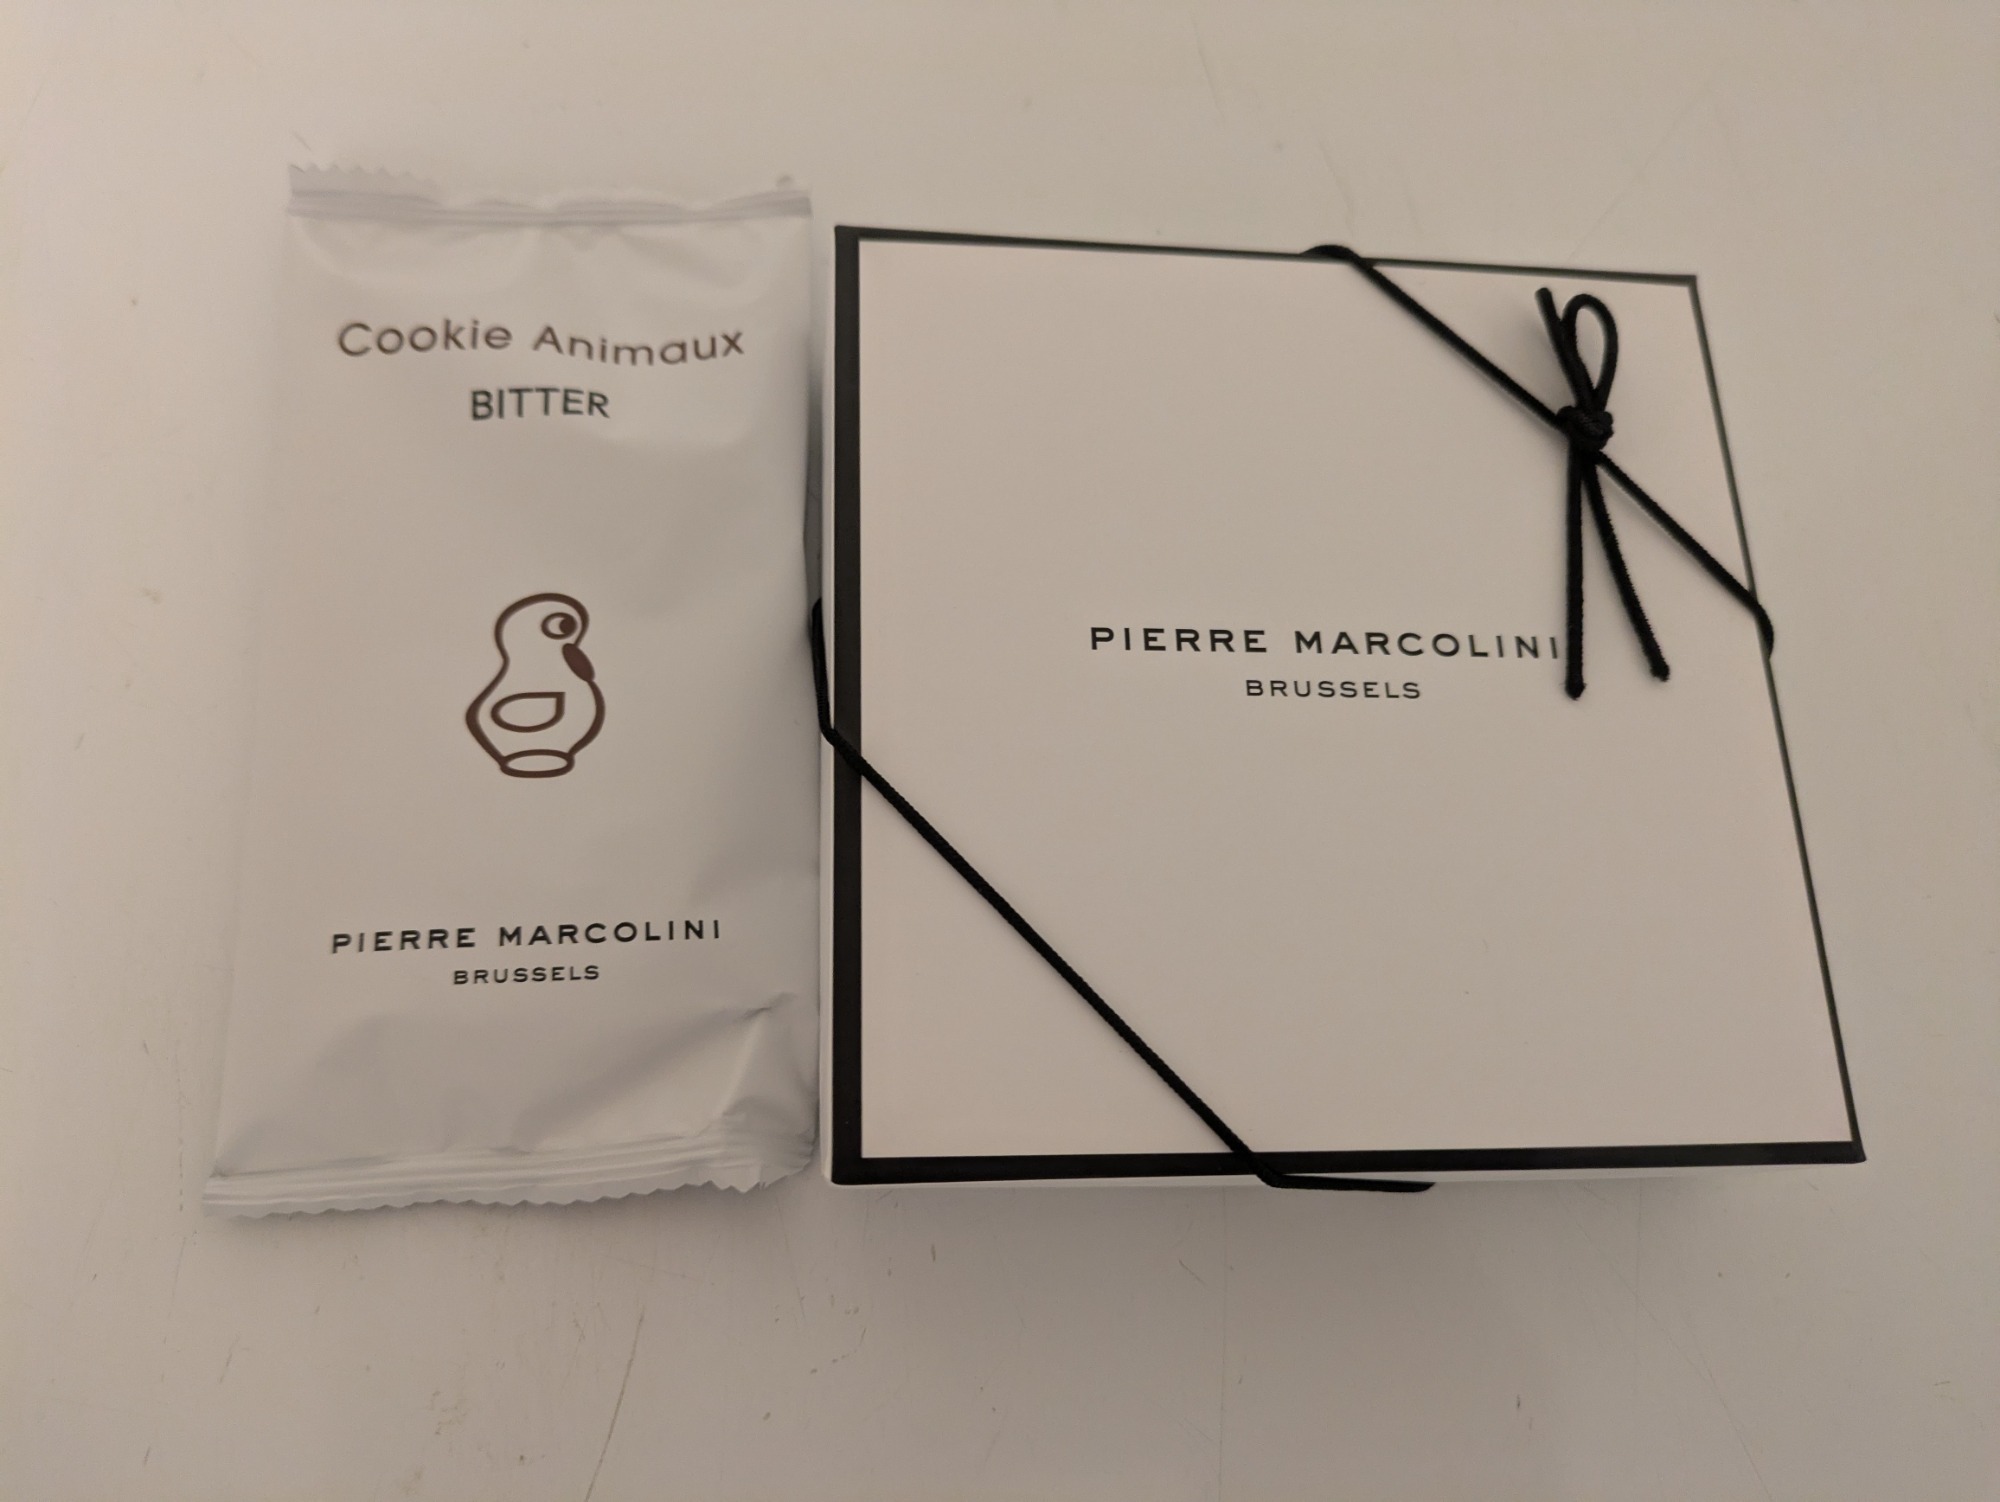 Cookie Animaux
BITTER
PIERRE MARCOLINI
BRUSSELS
PIERRE MARCOLINI
BRUSSELS